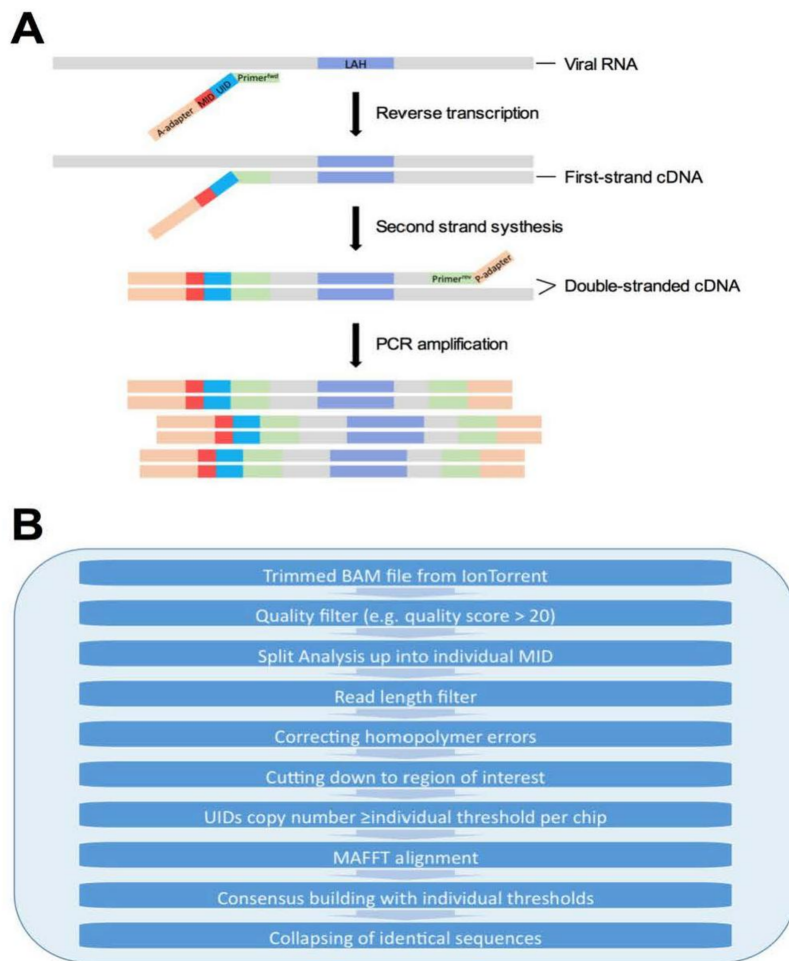 A
LAH
Viral RNA
Primerfwd
A-adapter MID UID
Reverse transcription
First-strand cDNA
Second strand systhesis
Primerrev P-adapter
Double-stranded cDNA
PCR amplification
B
Trimmed BAM file from IonTorrent
Quality filter (e.g. quality score > 20)
Split Analysis up into individual MID
Read length filter
Correcting homopolymer errors
Cutting down to region of interest
UIDs copy number ≥individual threshold per chip
MAFFT alignment
Consensus building with individual thresholds
Collapsing of identical sequences